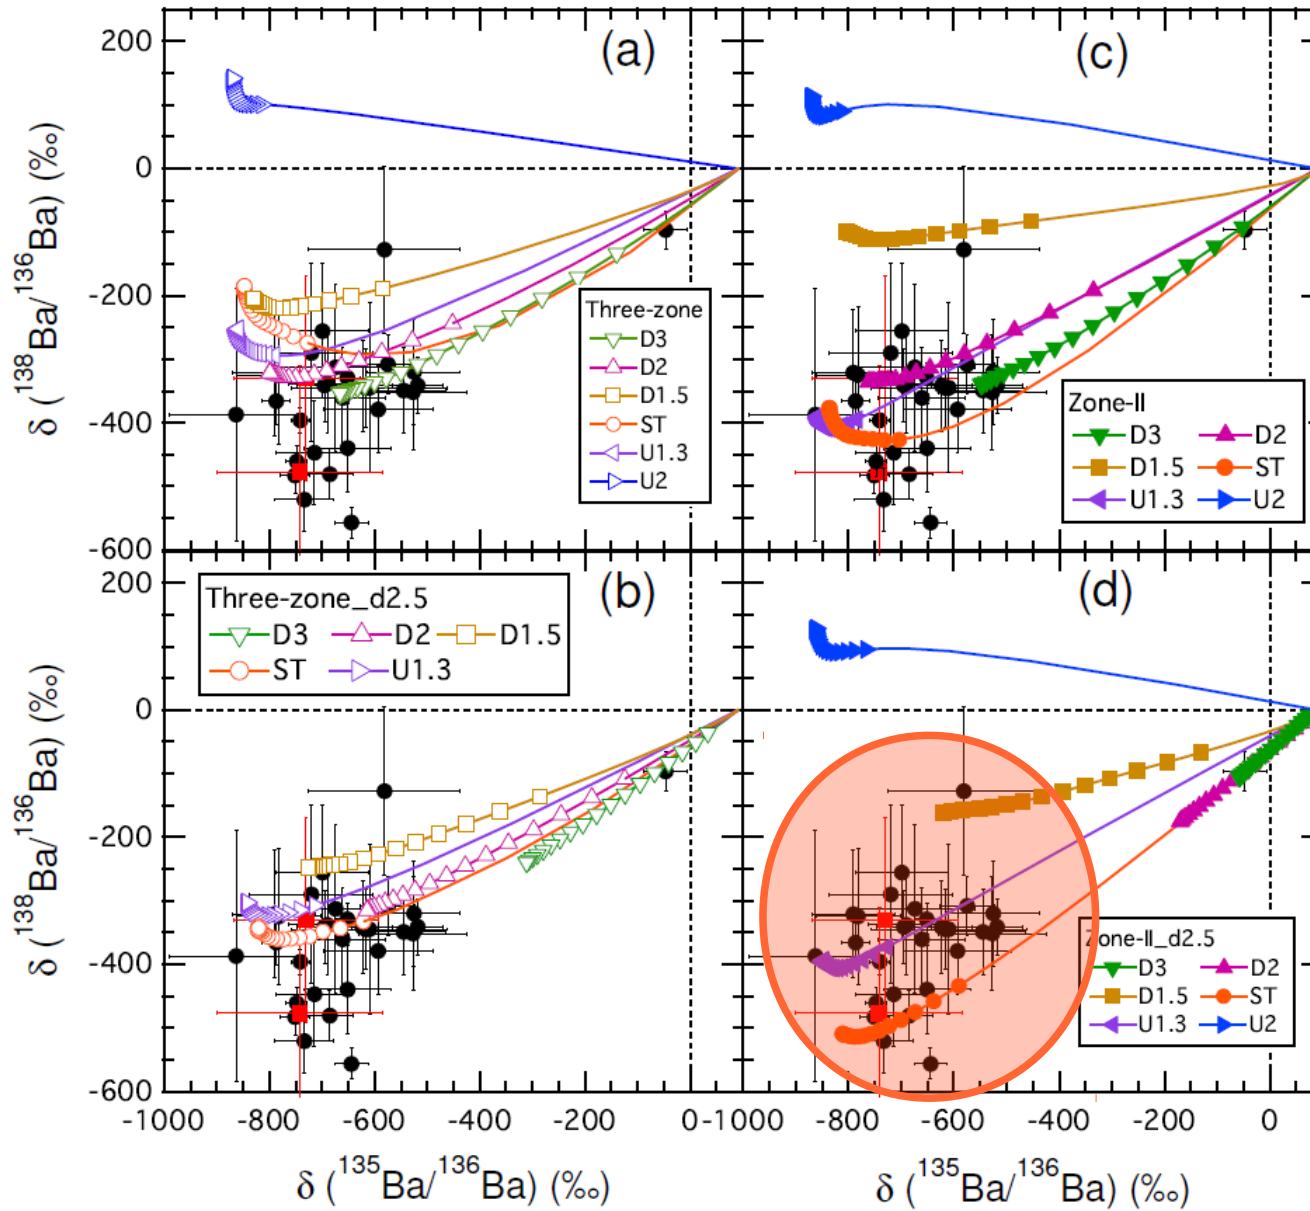 (a)
(c)
200
0
-200
-400
-600
δ (¹³⁸Ba/¹³⁶Ba) (‰)
Three-zone
D3
D2
D1.5
ST
U1.3
U2
Zone-II
D3 D2
D1.5 ST
U1.3 U2
(b)
(d)
200
0
-200
-400
-600
δ (¹³⁸Ba/¹³⁶Ba) (‰)
Three-zone_d2.5
D3 D2 D1.5
ST U1.3
Zone-II_d2.5
D3 D2
D1.5 ST
U1.3 U2
-1000 -800 -600 -400 -200 0 -1000 -800 -600 -400 -200 0
δ (¹³⁵Ba/¹³⁶Ba) (‰) δ (¹³⁵Ba/¹³⁶Ba) (‰)